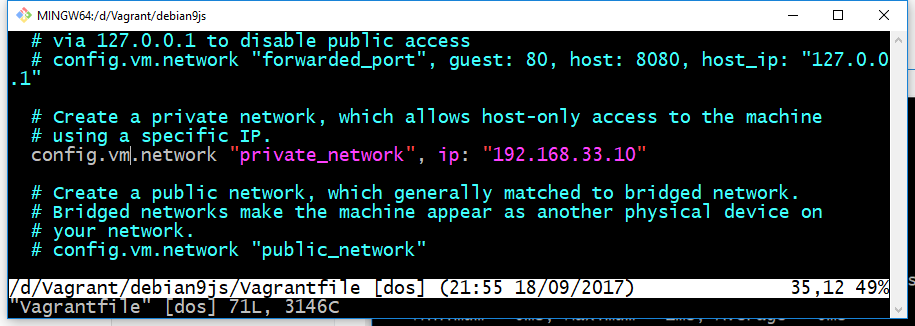 MINGW64:/d/Vagrant/debian9js
# via 127.0.0.1 to disable public access
# config.vm.network "forwarded_port", guest: 80, host: 8080, host_ip: "127.0.0
.1"
# Create a private network, which allows host-only access to the machine
# using a specific IP.
config.vm.network "private_network", ip: "192.168.33.10"
# Create a public network, which generally matched to bridged network.
# Bridged networks make the machine appear as another physical device on
# your network.
# config.vm.network "public_network"
/d/Vagrant/debian9js/Vagrantfile [dos] (21:55 18/09/2017) 35,12 49%
"Vagrantfile" [dos] 71L, 3146C